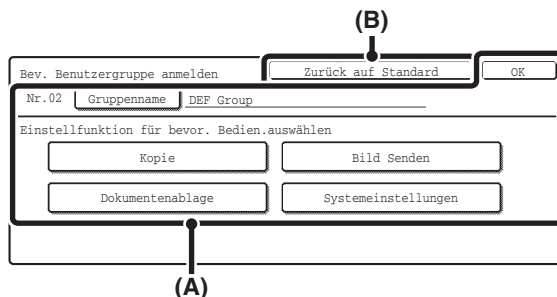 (B)
Bev. Benutzergruppe anmelden Zurück auf Standard OK
Nr.02 Gruppenname DEF Group
Einstellfunktion für bevor. Bedien.auswählen
Kopie Bild Senden
Dokumentenablage Systemeinstellungen
(A)